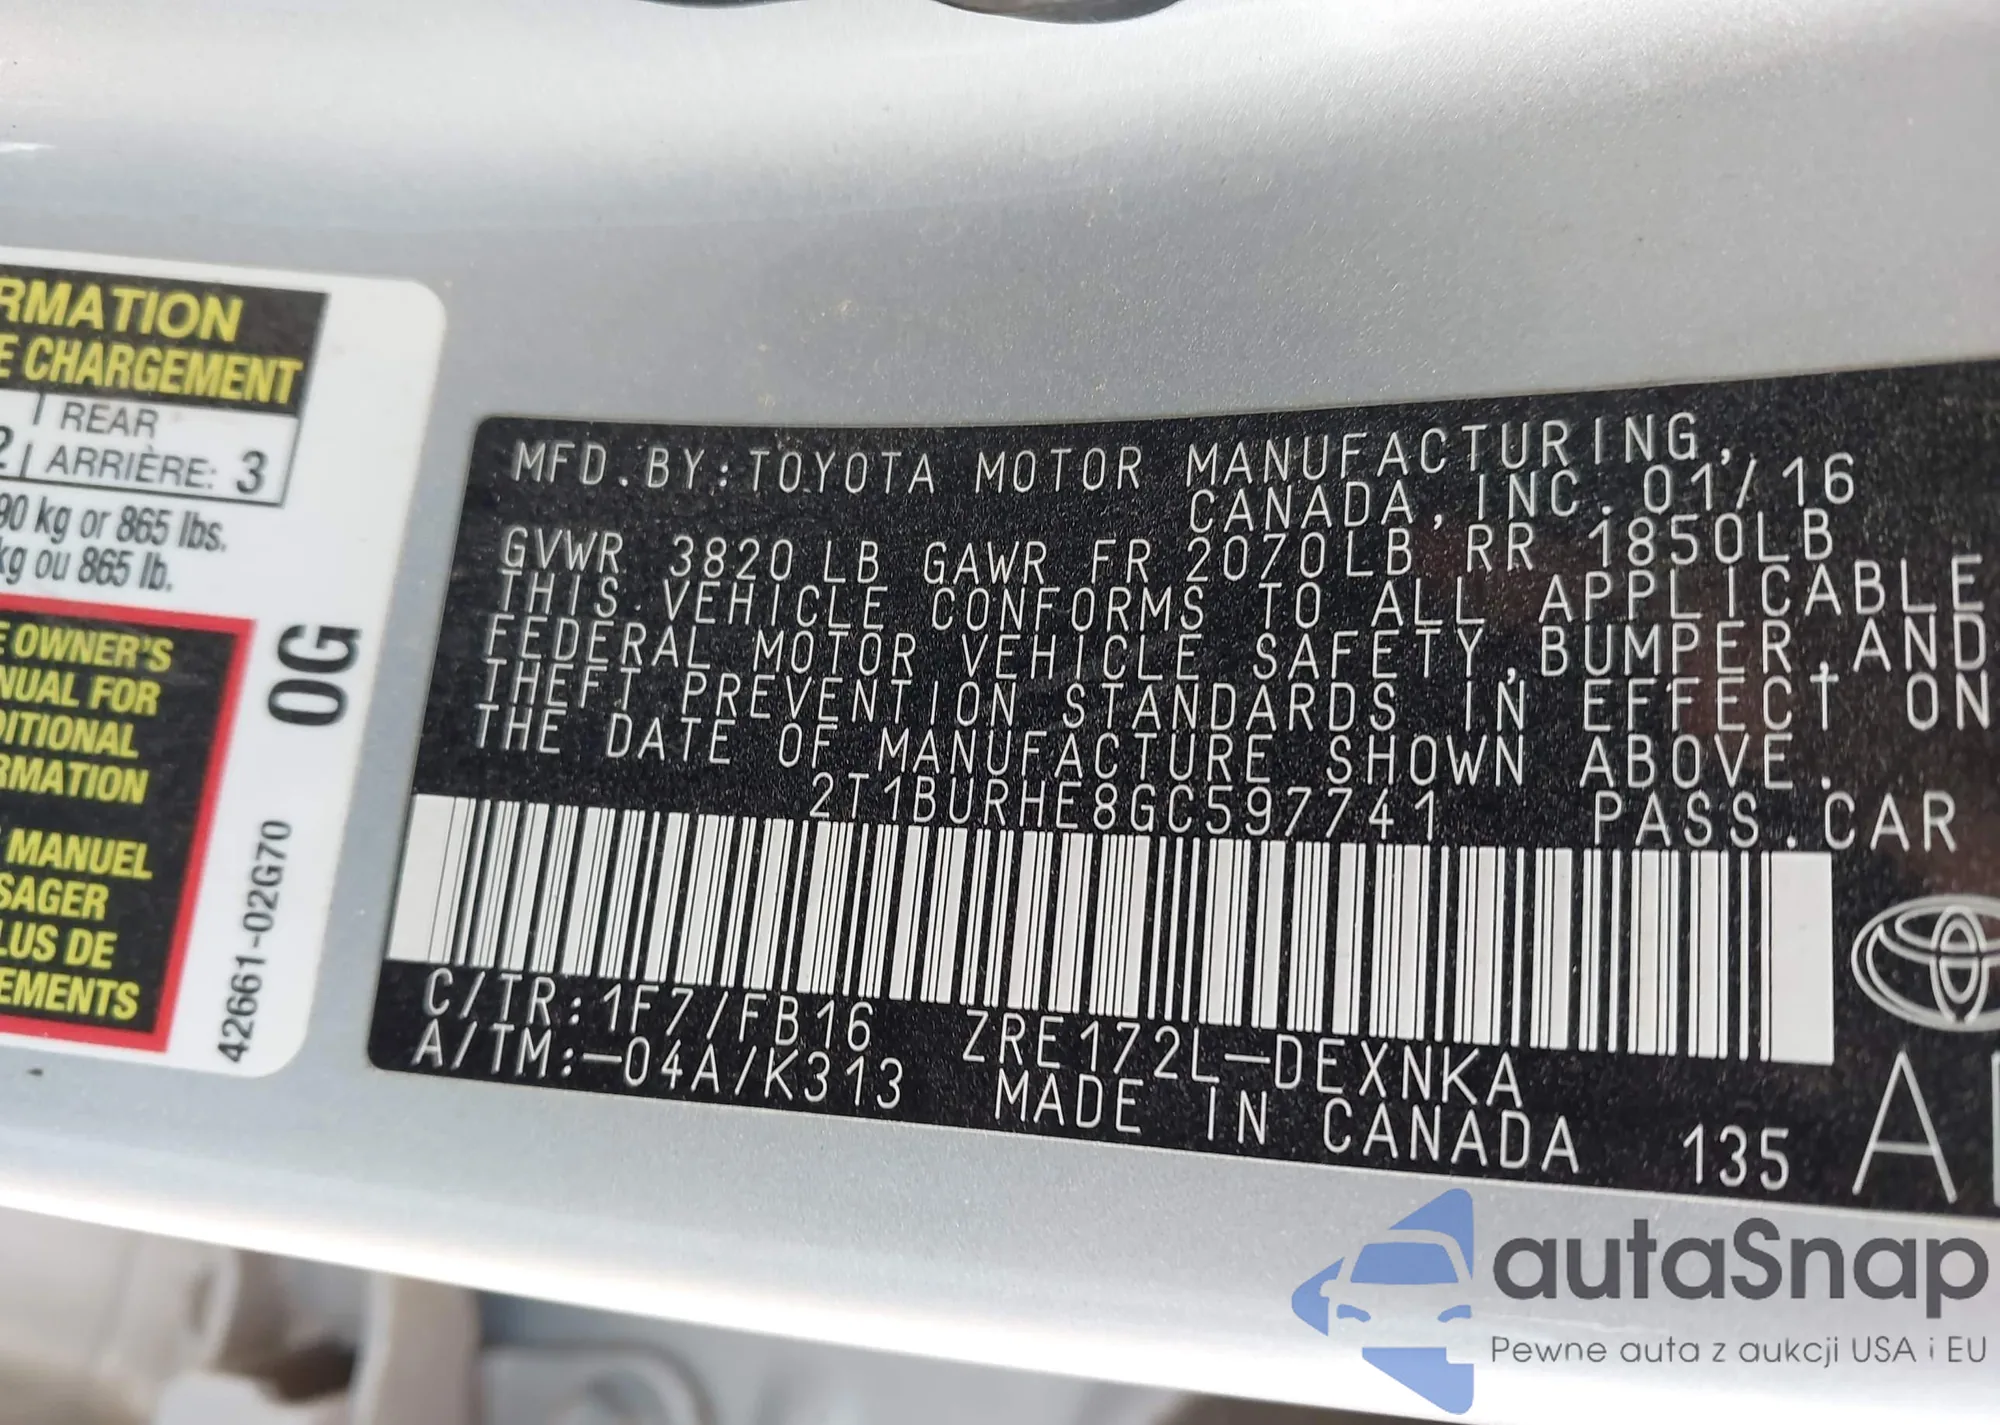 RMATION
E CHARGEMENT
REAR
2 ARRIÈRE: 3
90 kg or 865 lbs.
kg ou 865 lb.
E OWNER'S
NUAL FOR
DITIONAL
RMATION
MANUEL
SAGER
LUS DE
EMENTS
0G
42661-02G70
MFD.BY:TOYOTA MOTOR MANUFACTURING,
CANADA,INC.01/16
GVWR 3820LB GAWR FR 2070LB RR 1850LB
THIS VEHICLE CONFORMS TO ALL APPLICABLE
FEDERAL MOTOR VEHICLE SAFETY,BUMPER,AND
THEFT PREVENTION STANDARDS IN EFFECT ON
THE DATE OF MANUFACTURE SHOWN ABOVE.
2T1BURHE8GC597741 PASS.CAR
C/TR:1F7/FB16 ZRE172L-DEXNKA
A/TM:-04A/K313 MADE IN CANADA 135
A
autaSnap
Pewne auta z aukcji USA i EU